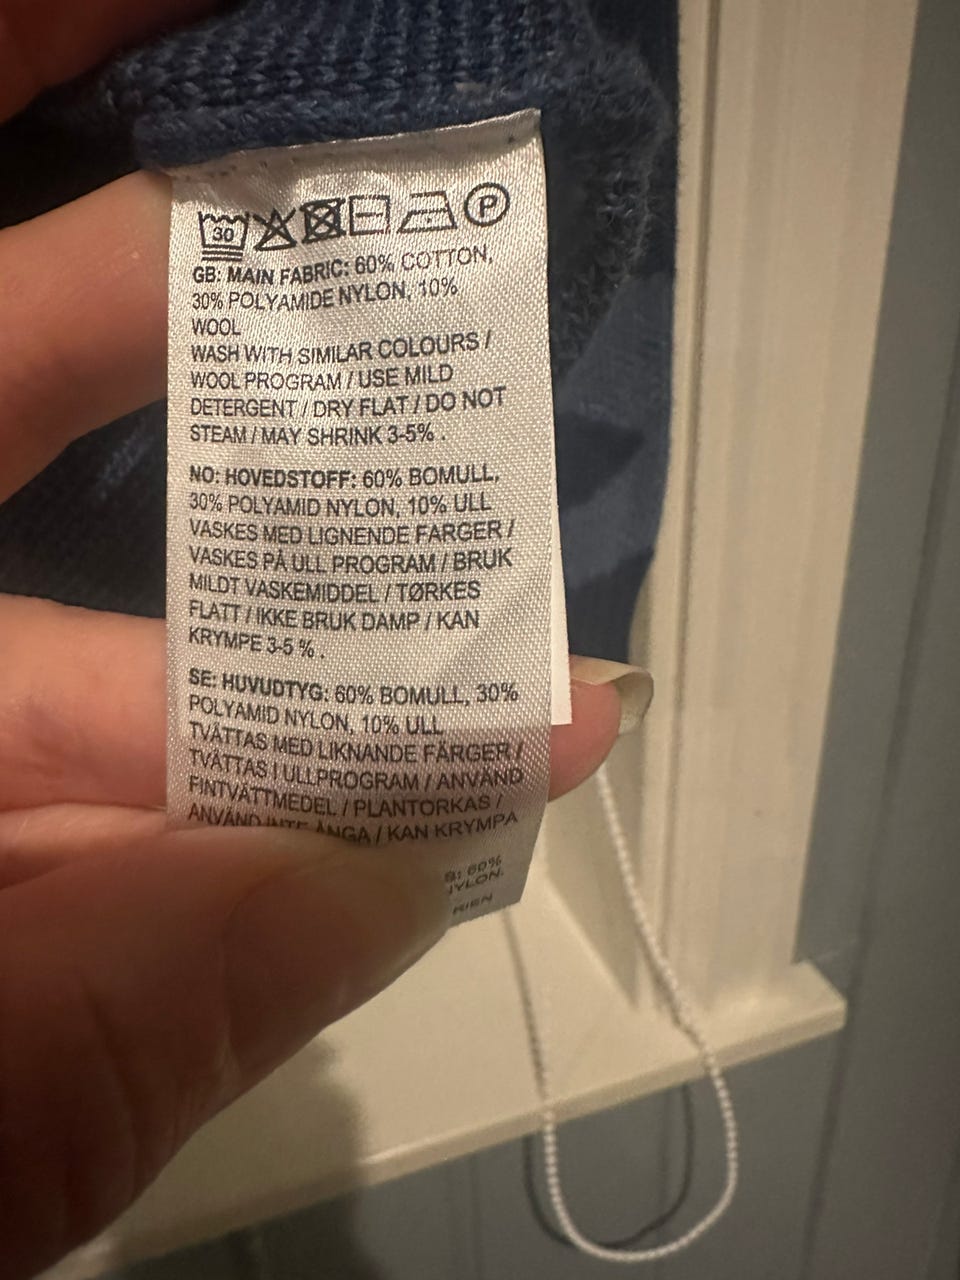 30
P
GB: MAIN FABRIC: 60% COTTON,
30% POLYAMIDE NYLON, 10%
WOOL
WASH WITH SIMILAR COLOURS /
WOOL PROGRAM / USE MILD
DETERGENT / DRY FLAT / DO NOT
STEAM / MAY SHRINK 3-5% .
NO: HOVEDSTOFF: 60% BOMULL,
30% POLYAMID NYLON, 10% ULL
VASKES MED LIGNENDE FARGER /
VASKES PÅ ULL PROGRAM / BRUK
MILDT VASKEMIDDEL / TØRKES
FLATT / IKKE BRUK DAMP / KAN
KRYMPE 3-5 % .
SE: HUVUDTYG: 60% BOMULL, 30%
POLYAMID NYLON, 10% ULL
TVÄTTAS MED LIKNANDE FÄRGER /
TVÄTTAS I ULLPROGRAM / ANVÄND
FINTVÄTTMEDEL / PLANTORKAS /
ANVÄND INTE ÅNGA / KAN KRYMPA
60%